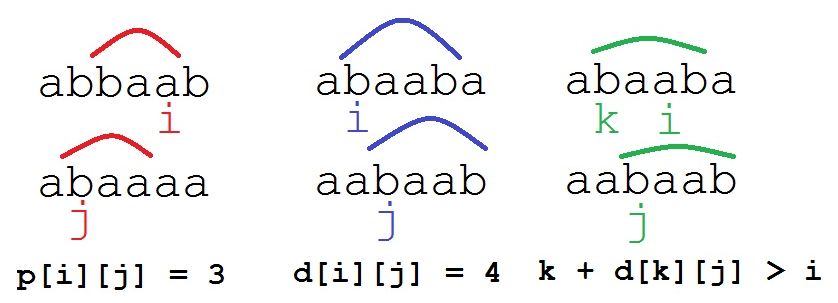 abbaab abaaba abaaba
i i k i
abaaaa aabaab aabaab
j j j
p[i][j] = 3 d[i][j] = 4 k + d[k][j] > i